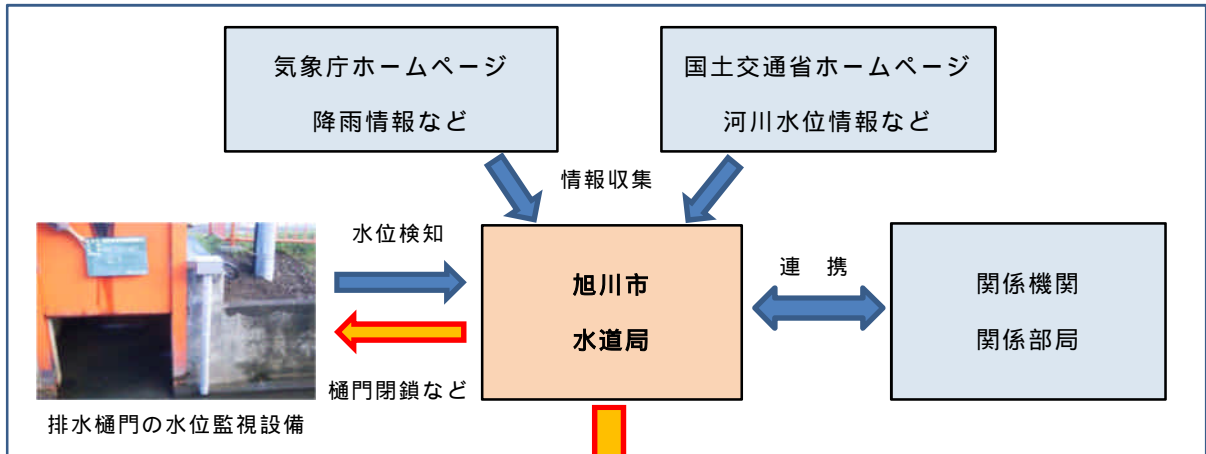 気象庁ホームページ
降雨情報など
国土交通省ホームページ
河川水位情報など
情報収集
水位検知
旭川市
水道局
連 携
関係機関
関係部局
樋門閉鎖など
排水樋門の水位監視設備